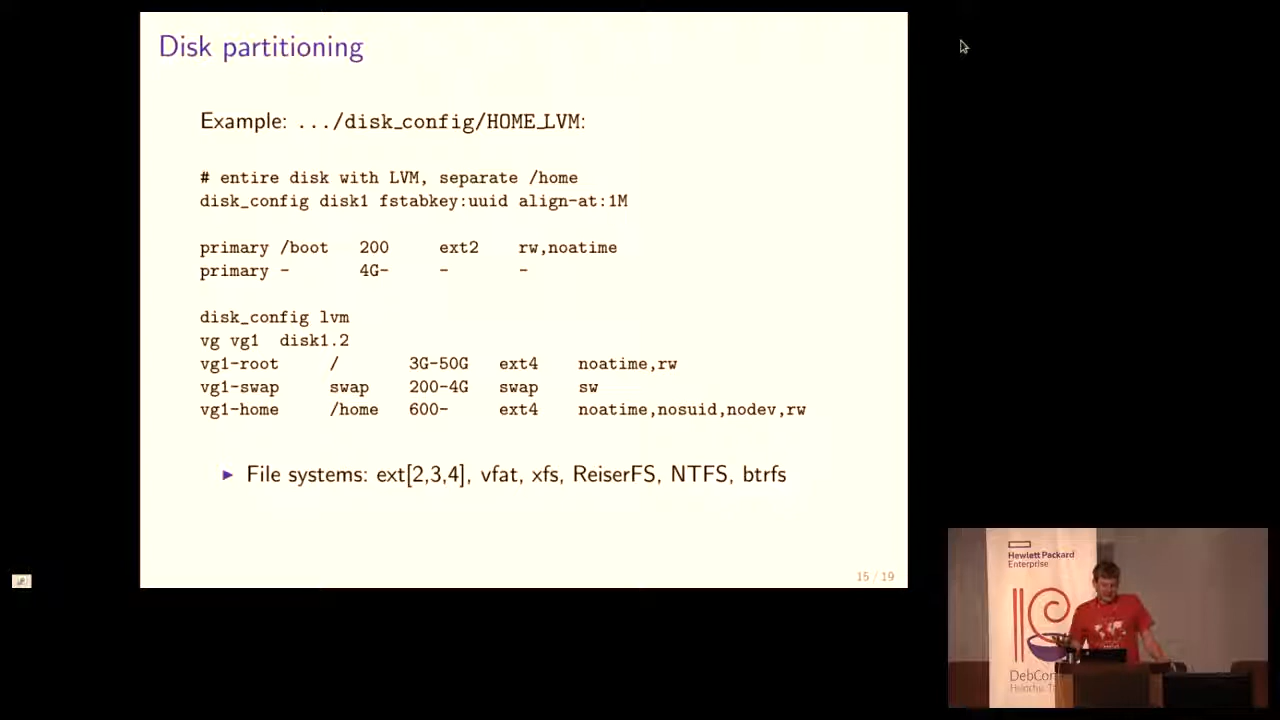 Disk partitioning
Example: .../disk_config/HOME_LVM:
# entire disk with LVM, separate /home
disk_config disk1 fstabkey:uuid align-at:1M
primary /boot 200 ext2 rw,noatime
primary - 4G- - -
disk_config lvm
vg vg1 disk1.2
vg1-root / 3G-50G ext4 noatime,rw
vg1-swap swap 200-4G swap sw
vg1-home /home 600- ext4 noatime,nosuid,nodev,rw
▶ File systems: ext[2,3,4], vfat, xfs, ReiserFS, NTFS, btrfs
15 / 19
Hewlett Packard
Enterprise
DebCon